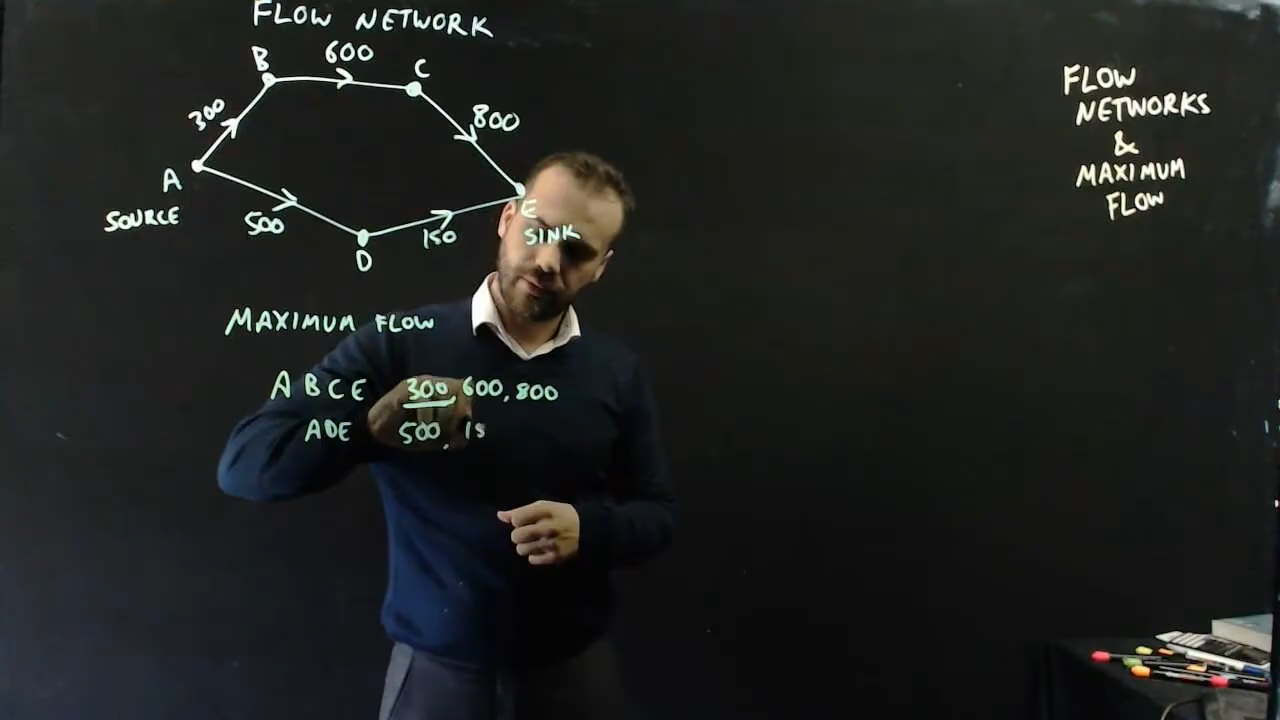 FLOW NETWORK
B
600
C
300
800
A
SOURCE
500
D
150
E
SINK
MAXIMUM FLOW
A B C E 300, 600, 800
ADE 500, 15
FLOW
NETWORKS
&
MAXIMUM
FLOW